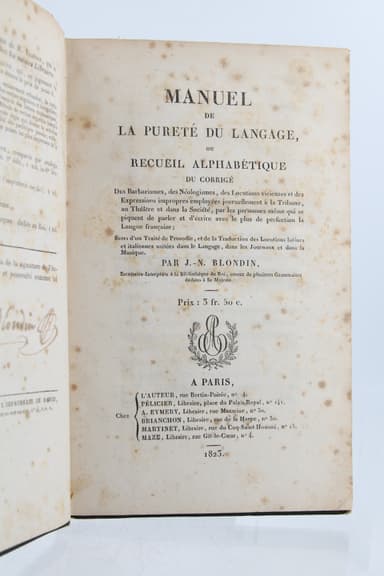 MANUEL
DE
LA PURETÉ DU LANGAGE,
OU
RECUEIL ALPHABÉTIQUE
DU CORRIGÉ
Des Barbarismes, des Néologismes, des Locutions vicieuses et des
Expressions impropres employées journellement à la Tribune,
au Théâtre et dans la Société, par les personnes même qui se
piquent de parler et d'écrire avec le plus de perfection la
Langue française;
Suivi d'un Traité de Prosodie, et de la Traduction des Locutions latines
et italiennes usitées dans le Langage, dans les Journaux et dans la
Musique.
PAR J.-N. BLONDIN,
Secrétaire-Interprète à la Bibliothèque du Roi, auteur de plusieurs Grammaires
dédiées à Sa Majesté.
Prix : 3 fr. 50 c.
A PARIS,
Chez
L'AUTEUR, rue Bertin-Poirée, n° 4.
PÉLICIER, Libraire, place du Palais-Royal, n° 141.
A. EYMERY, Libraire, rue Mazarine, n° 30.
BRIANCHON, Libraire, rue de la Harpe, n° 30.
MARTINET, Libraire, rue du Coq-Saint-Honoré, n° 15.
MAZE, Libraire, rue Gît-le-Cœur, n° 4.
1823.